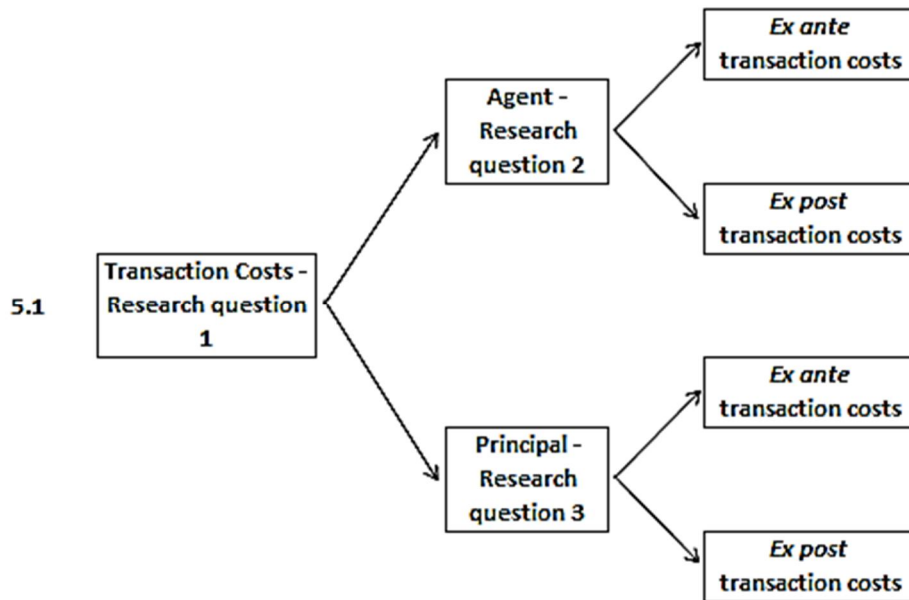 Ex ante
transaction costs
Agent -
Research
question 2
Ex post
transaction costs
5.1
Transaction Costs -
Research question
1
Ex ante
transaction costs
Principal -
Research
question 3
Ex post
transaction costs